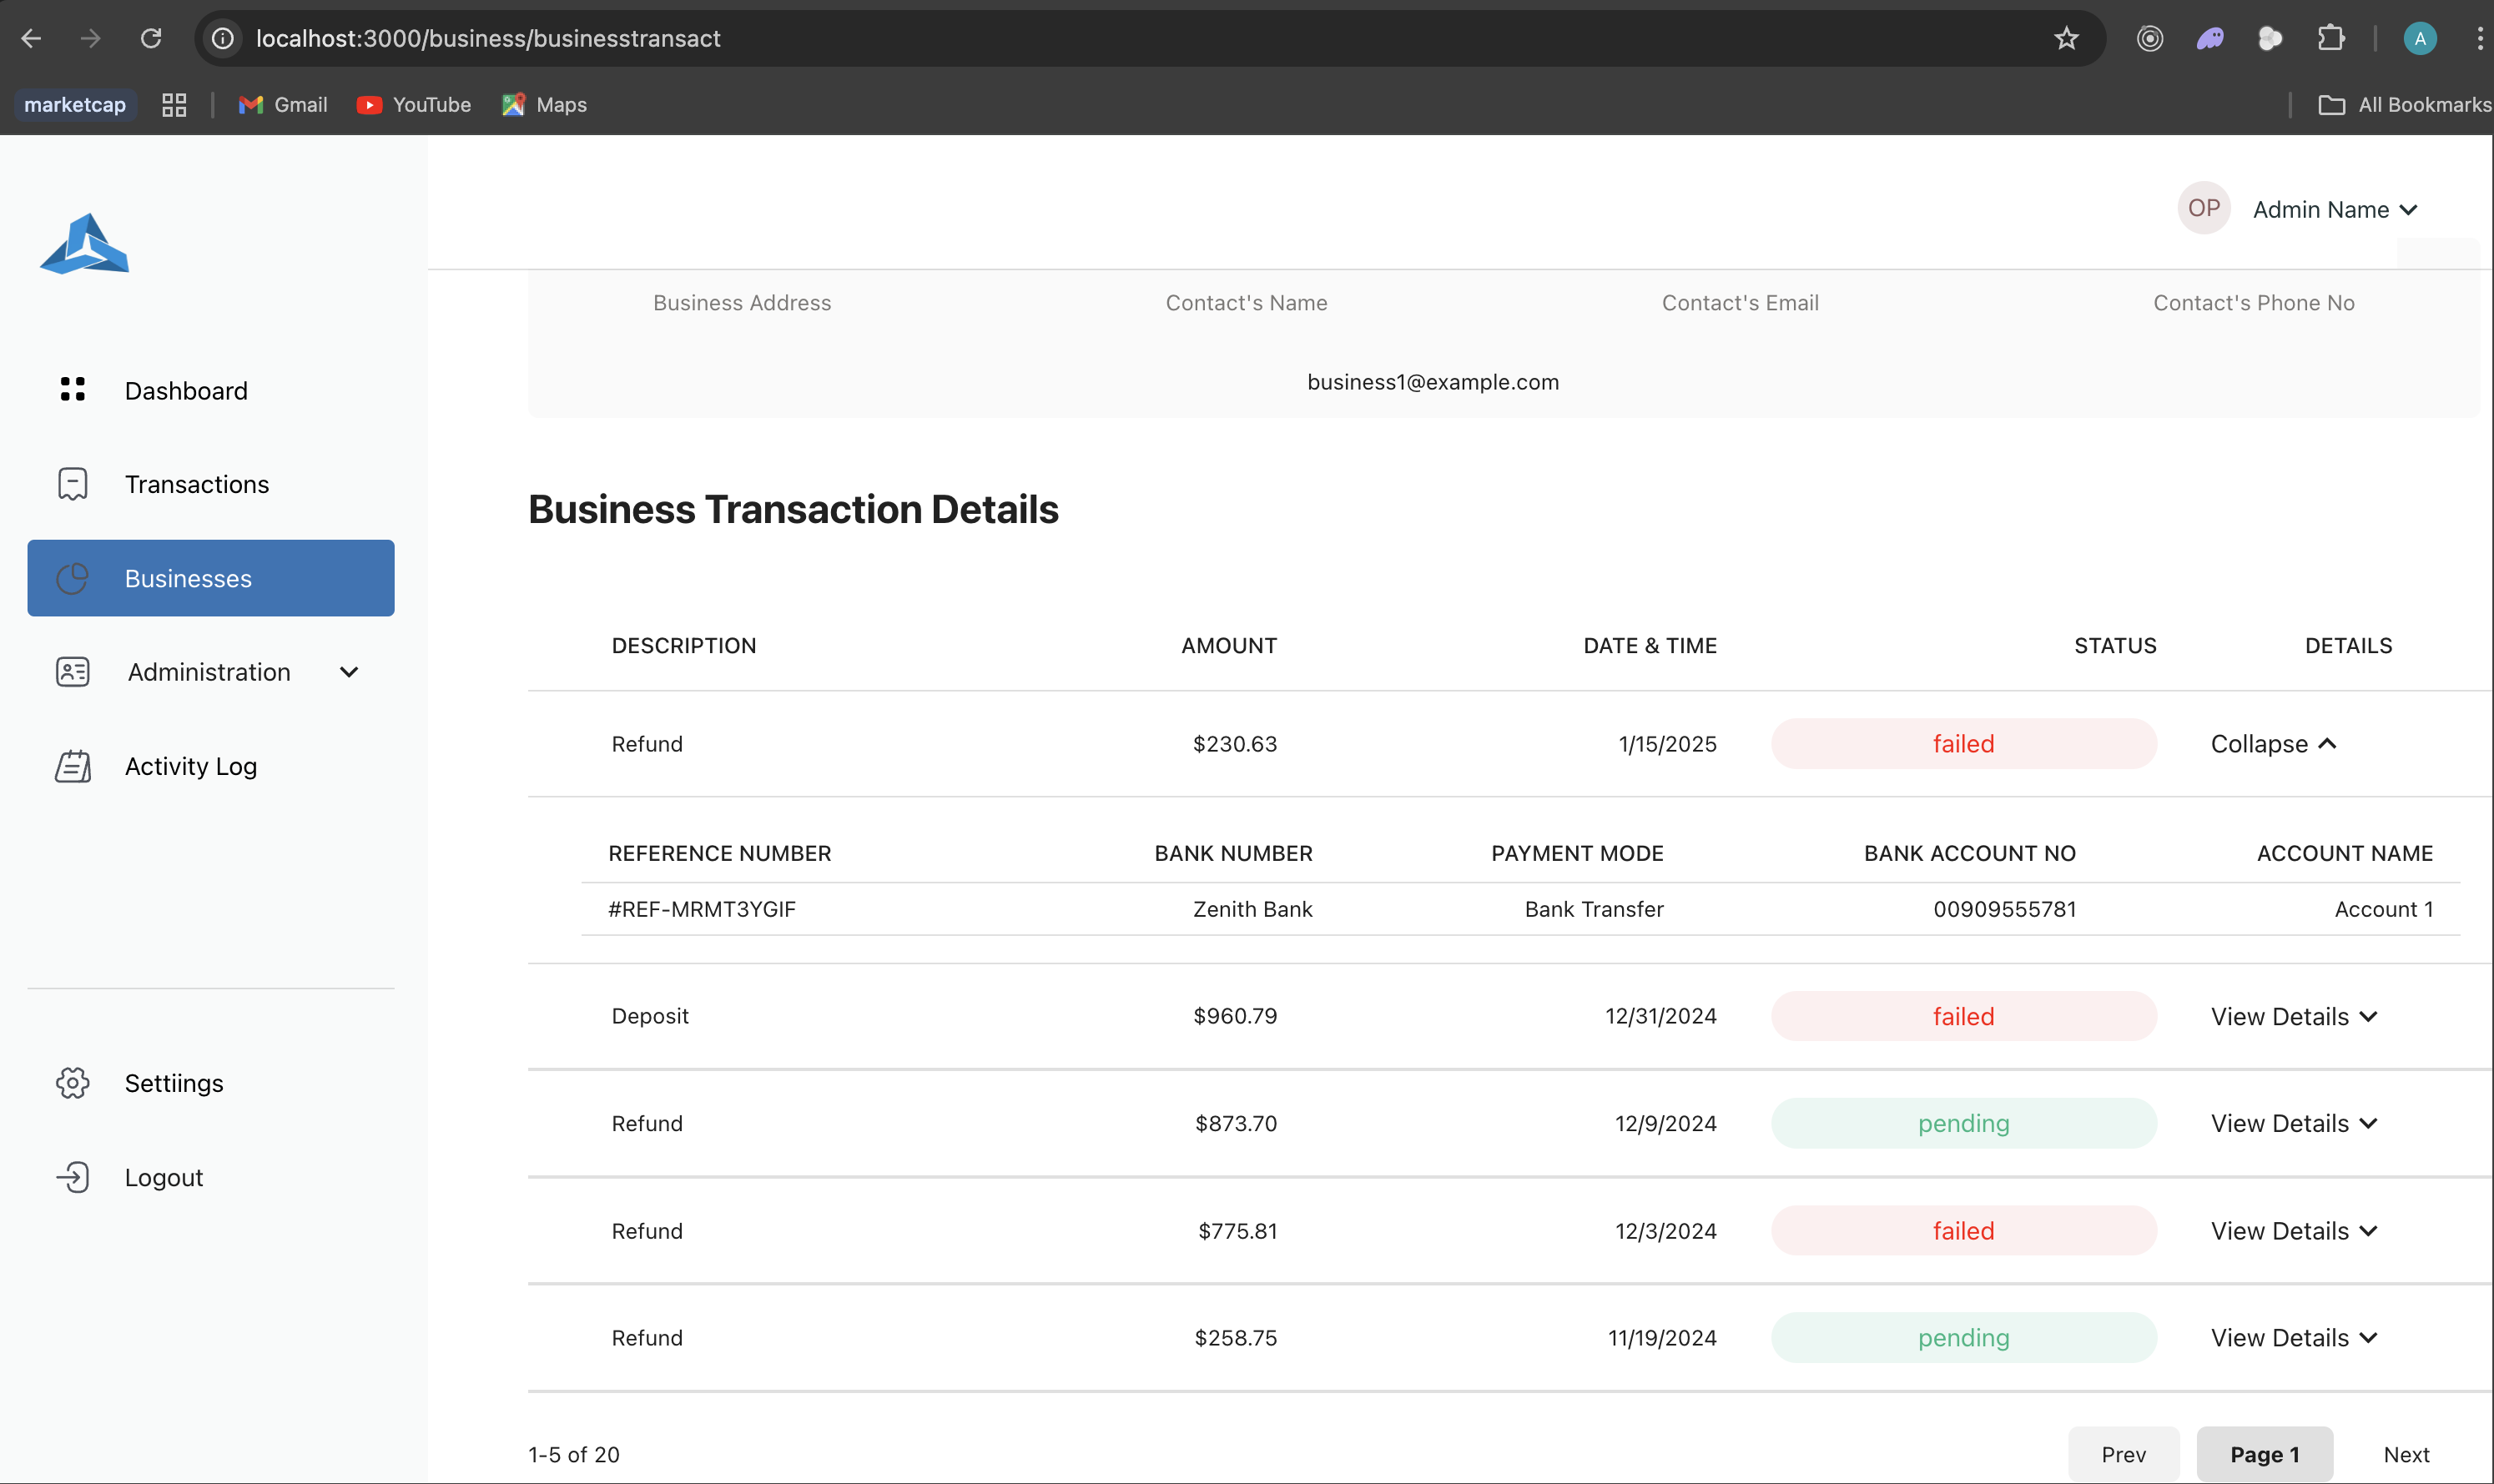 localhost:3000/business/businesstransact
A
marketcap
Gmail
YouTube
Maps
All Bookmarks
OP
Admin Name
Business Address Contact's Name Contact's Email Contact's Phone No
business1@example.com
Dashboard
Transactions
Businesses
Administration
Activity Log
Settiings
Logout
Business Transaction Details
DESCRIPTION AMOUNT DATE & TIME STATUS DETAILS
Refund $230.63 1/15/2025 failed Collapse
REFERENCE NUMBER BANK NUMBER PAYMENT MODE BANK ACCOUNT NO ACCOUNT NAME
#REF-MRMT3YGIF Zenith Bank Bank Transfer 00909555781 Account 1
Deposit $960.79 12/31/2024 failed View Details
Refund $873.70 12/9/2024 pending View Details
Refund $775.81 12/3/2024 failed View Details
Refund $258.75 11/19/2024 pending View Details
1-5 of 20 Prev Page 1 Next